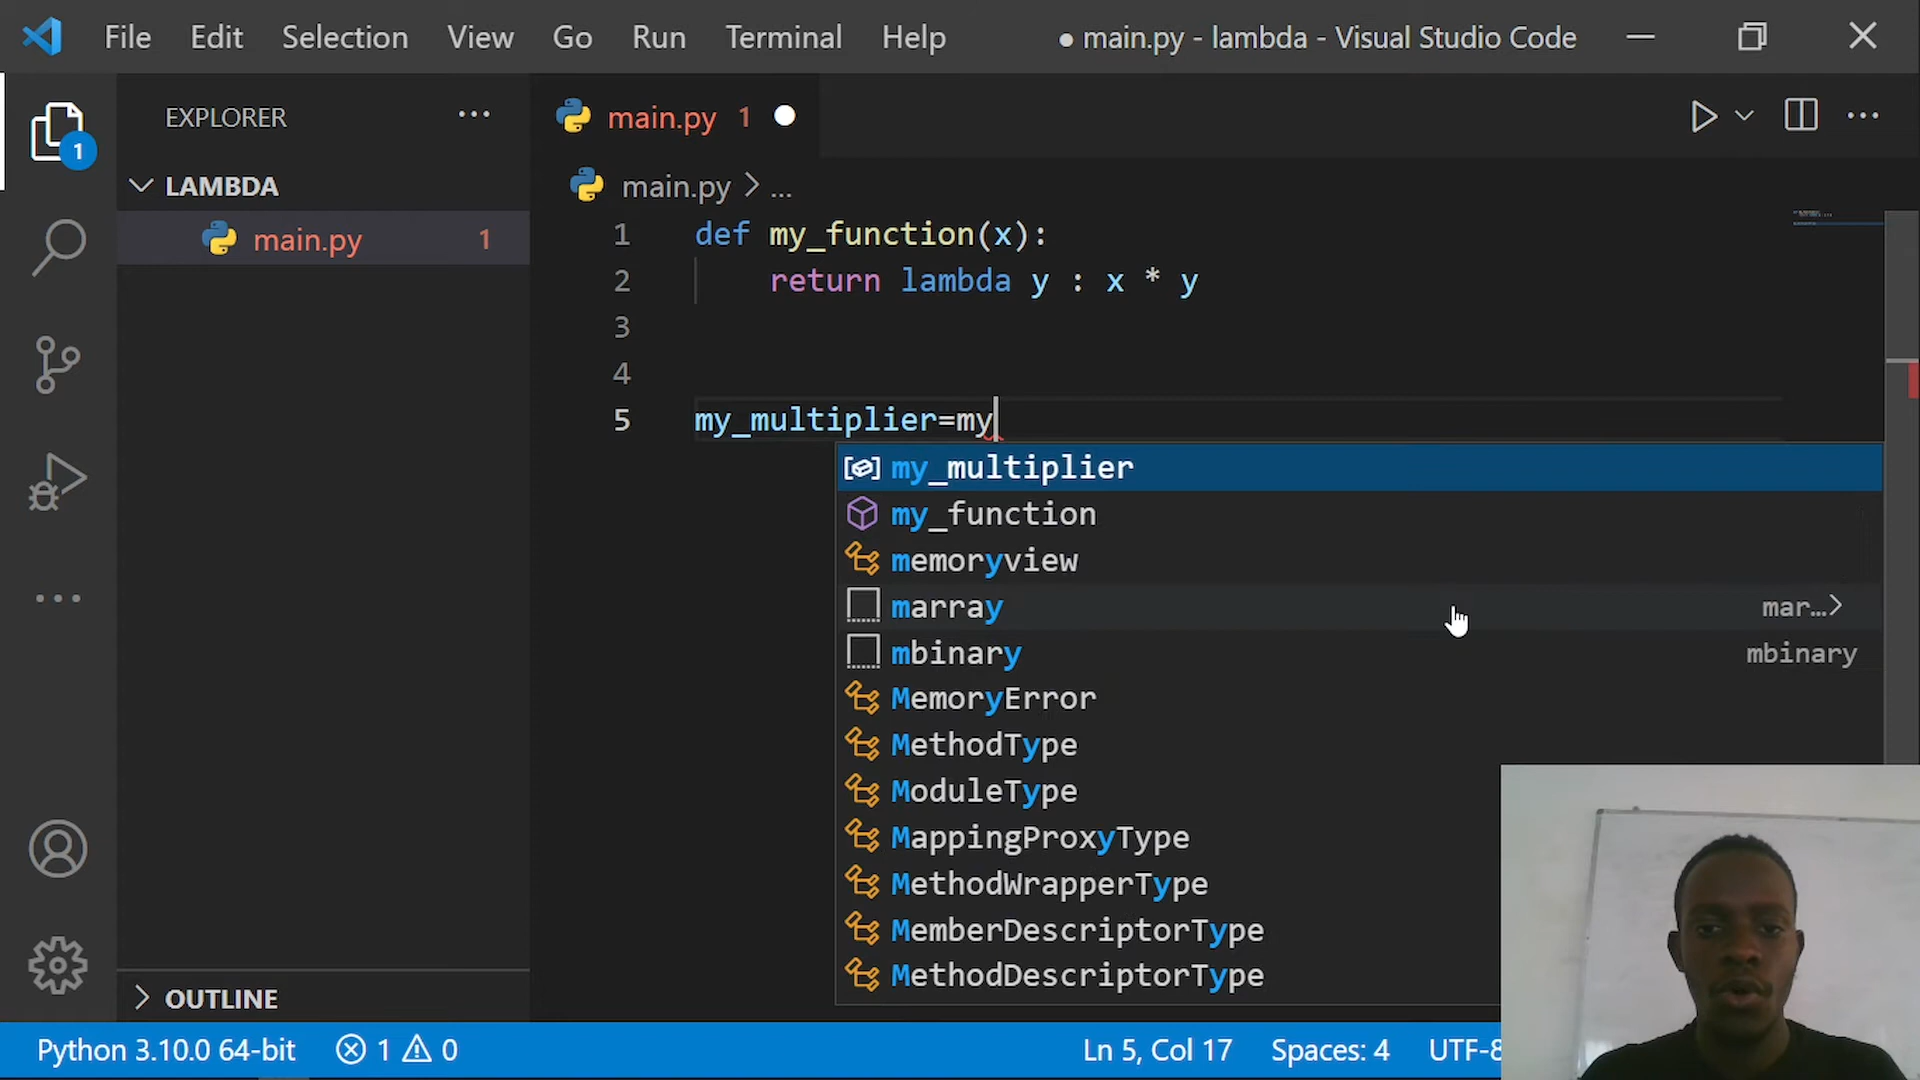 File Edit Selection View Go Run Terminal Help ● main.py - lambda - Visual Studio Code
EXPLORER
main.py 1
1
LAMBDA
main.py > ...
main.py 1
1 def my_function(x):
2 return lambda y : x * y
3
4
5 my_multiplier=my
my_multiplier
my_function
memoryview
marray mar...>
mbinary mbinary
MemoryError
MethodType
ModuleType
MappingProxyType
MethodWrapperType
MemberDescriptorType
MethodDescriptorType
OUTLINE
Python 3.10.0 64-bit 1 0 Ln 5, Col 17 Spaces: 4 UTF-8